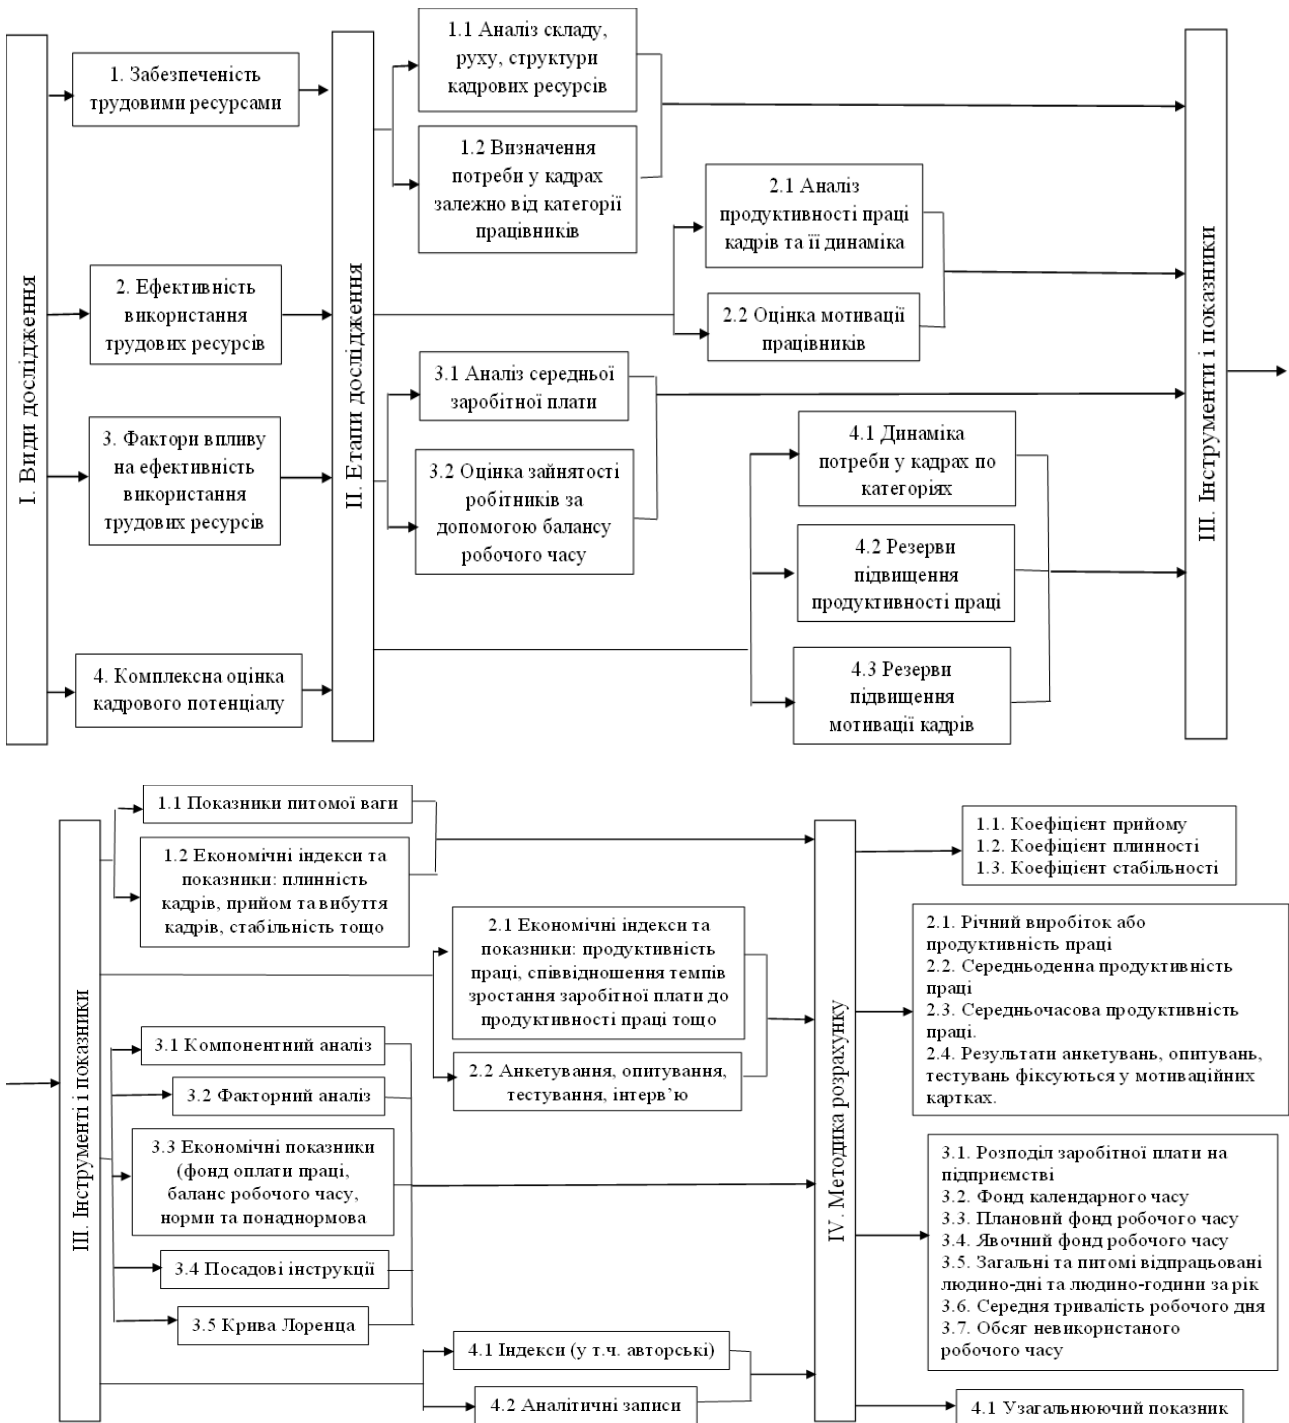 І. Види дослідження
1. Забезпеченість
трудовими ресурсами
2. Ефективність
використання
трудових ресурсів
3. Фактори впливу
на ефективність
використання
трудових ресурсів
4. Комплексна оцінка
кадрового потенціалу
ІІ. Етапи дослідження
1.1 Аналіз складу,
руху, структури
кадрових ресурсів
1.2 Визначення
потреби у кадрах
залежно від категорії
працівників
2.1 Аналіз
продуктивності праці
кадрів та її динаміка
2.2 Оцінка мотивації
працівників
3.1 Аналіз середньої
заробітної плати
3.2 Оцінка зайнятості
робітників за
допомогою балансу
робочого часу
4.1 Динаміка
потреби у кадрах по
категоріях
4.2 Резерви
підвищення
продуктивності праці
4.3 Резерви
підвищення
мотивації кадрів
ІІІ. Інструменти і показники
ІІІ. Інструменті і показники
1.1 Показники питомої ваги
1.2 Економічні індекси та
показники: плинність
кадрів, прийом та вибуття
кадрів, стабільність тощо
2.1 Економічні індекси та
показники: продуктивність
праці, співвідношення темпів
зростання заробітної плати до
продуктивності праці тощо
2.2 Анкетування, опитування,
тестування, інтерв’ю
3.1 Компонентний аналіз
3.2 Факторний аналіз
3.3 Економічні показники
(фонд оплати праці,
баланс робочого часу,
норми та понаднормова
3.4 Посадові інструкції
3.5 Крива Лоренца
4.1 Індекси (у т.ч. авторські)
4.2 Аналітичні записи
IV. Методика розрахунку
1.1. Коефіцієнт прийому
1.2. Коефіцієнт плинності
1.3. Коефіцієнт стабільності
2.1. Річний виробіток або
продуктивність праці
2.2. Середньоденна продуктивність
праці
2.3. Середньочасова продуктивність
праці.
2.4. Результати анкетувань, опитувань,
тестувань фіксуються у мотиваційних
картках.
3.1. Розподіл заробітної плати на
підприємстві
3.2. Фонд календарного часу
3.3. Плановий фонд робочого часу
3.4. Явочний фонд робочого часу
3.5. Загальні та питомі відпрацьовані
людино-дні та людино-години за рік
3.6. Середня тривалість робочого дня
3.7. Обсяг невикористаного
робочого часу
4.1 Узагальнюючий показник